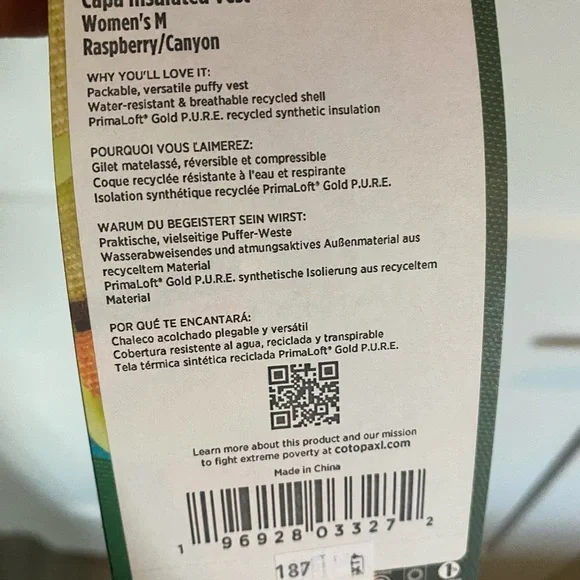 Capa Insulated Vest
Women's M
Raspberry/Canyon
WHY YOU'LL LOVE IT:
Packable, versatile puffy vest
Water-resistant & breathable recycled shell
PrimaLoft® Gold P.U.R.E. recycled synthetic insulation
POURQUOI VOUS L'AIMEREZ:
Gilet matelassé, réversible et compressible
Coque recyclée résistante à l'eau et respirante
Isolation synthétique recyclée PrimaLoft® Gold P.U.R.E.
WARUM DU BEGEISTERT SEIN WIRST:
Praktische, vielseitige Puffer-Weste
Wasserabweisendes und atmungsaktives Außenmaterial aus
recyceltem Material
PrimaLoft® Gold P.U.R.E. synthetische Isolierung aus recyceltem
Material
POR QUÉ TE ENCANTARÁ:
Chaleco acolchado plegable y versátil
Cobertura resistente al agua, reciclada y transpirable
Tela térmica sintética reciclada PrimaLoft® Gold P.U.R.E.
Learn more about this product and our mission
to fight extreme poverty at cotopaxi.com
Made in China
1 96928 03327 2
187